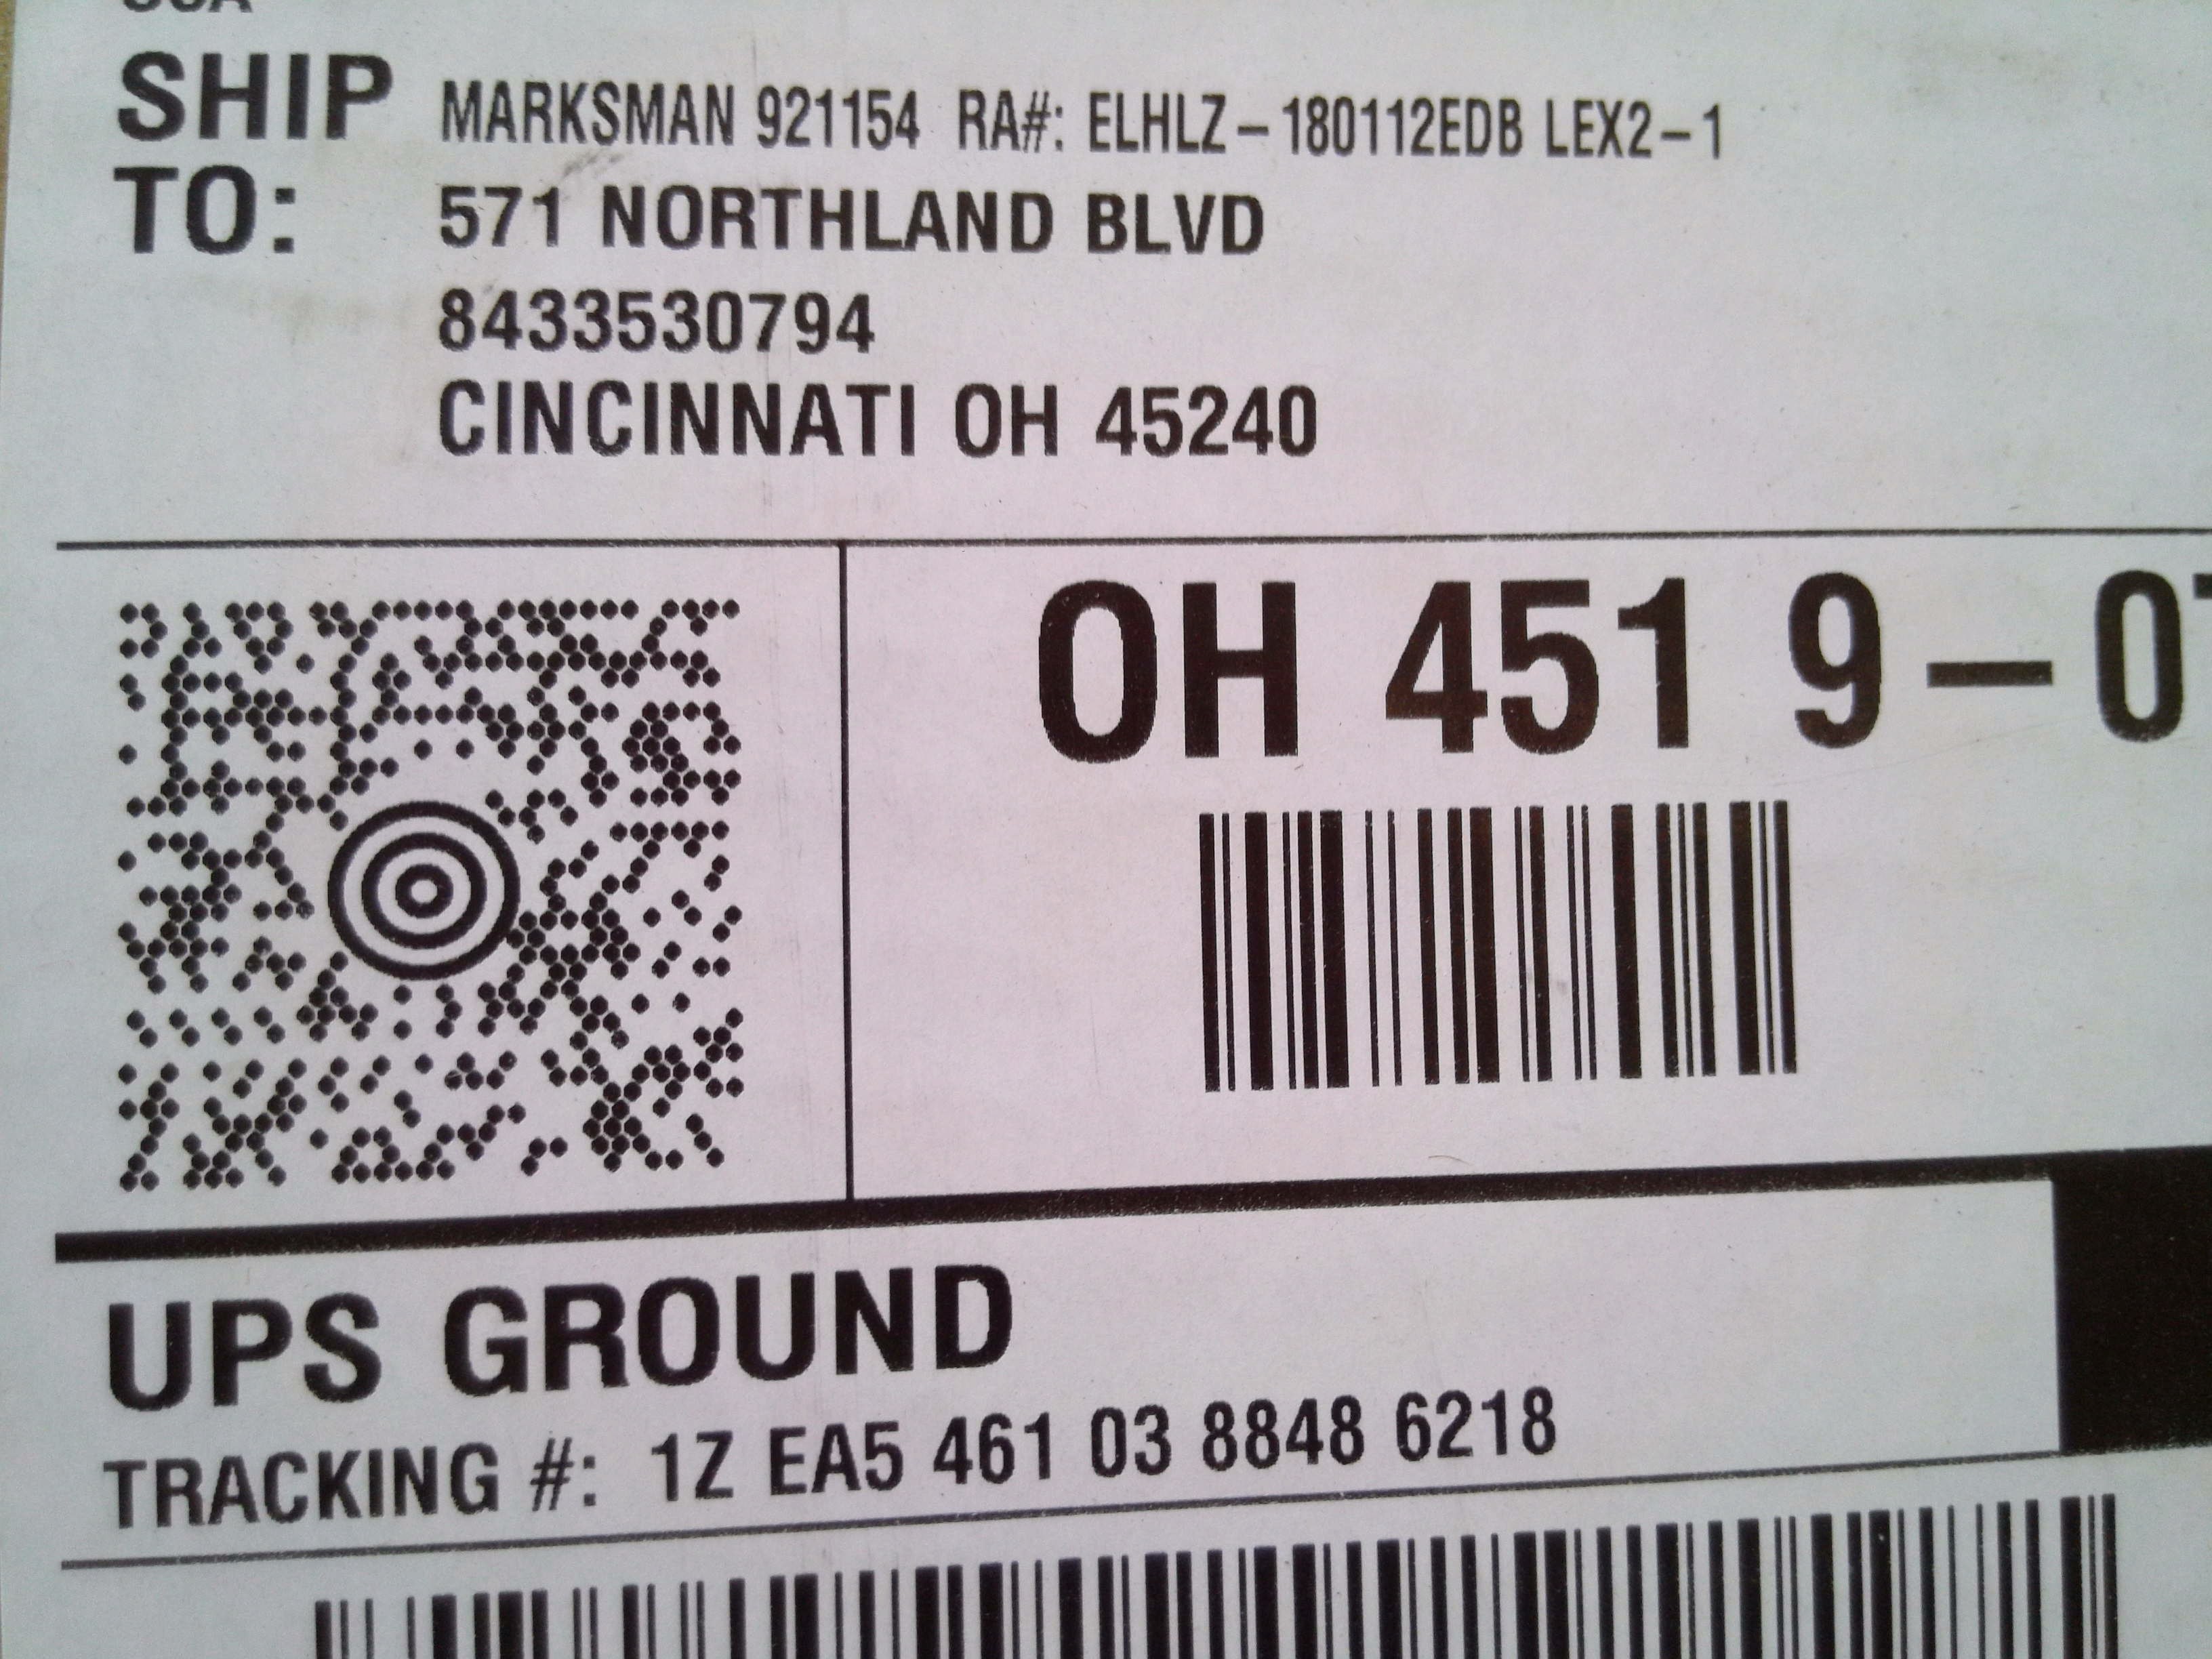 USA
SHIP TO: MARKSMAN 921154 RA#: ELHLZ-180112EDB LEX2-1
571 NORTHLAND BLVD
8433530794
CINCINNATI OH 45240
OH 451 9-0
UPS GROUND
TRACKING #: 1Z EA5 461 03 8848 6218